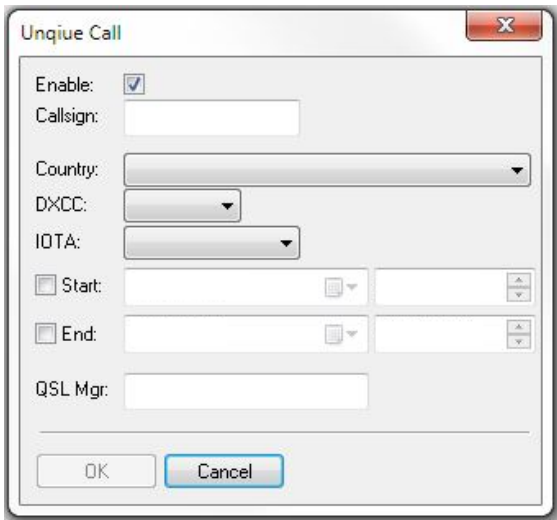 Unqiue Call
Enable:
Callsign:
Country:
DXCC:
IOTA:
Start:
End:
QSL Mgr:
OK Cancel